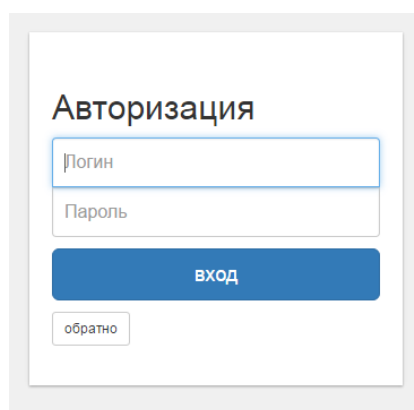 Авторизация
Логин
Пароль
вход
обратно